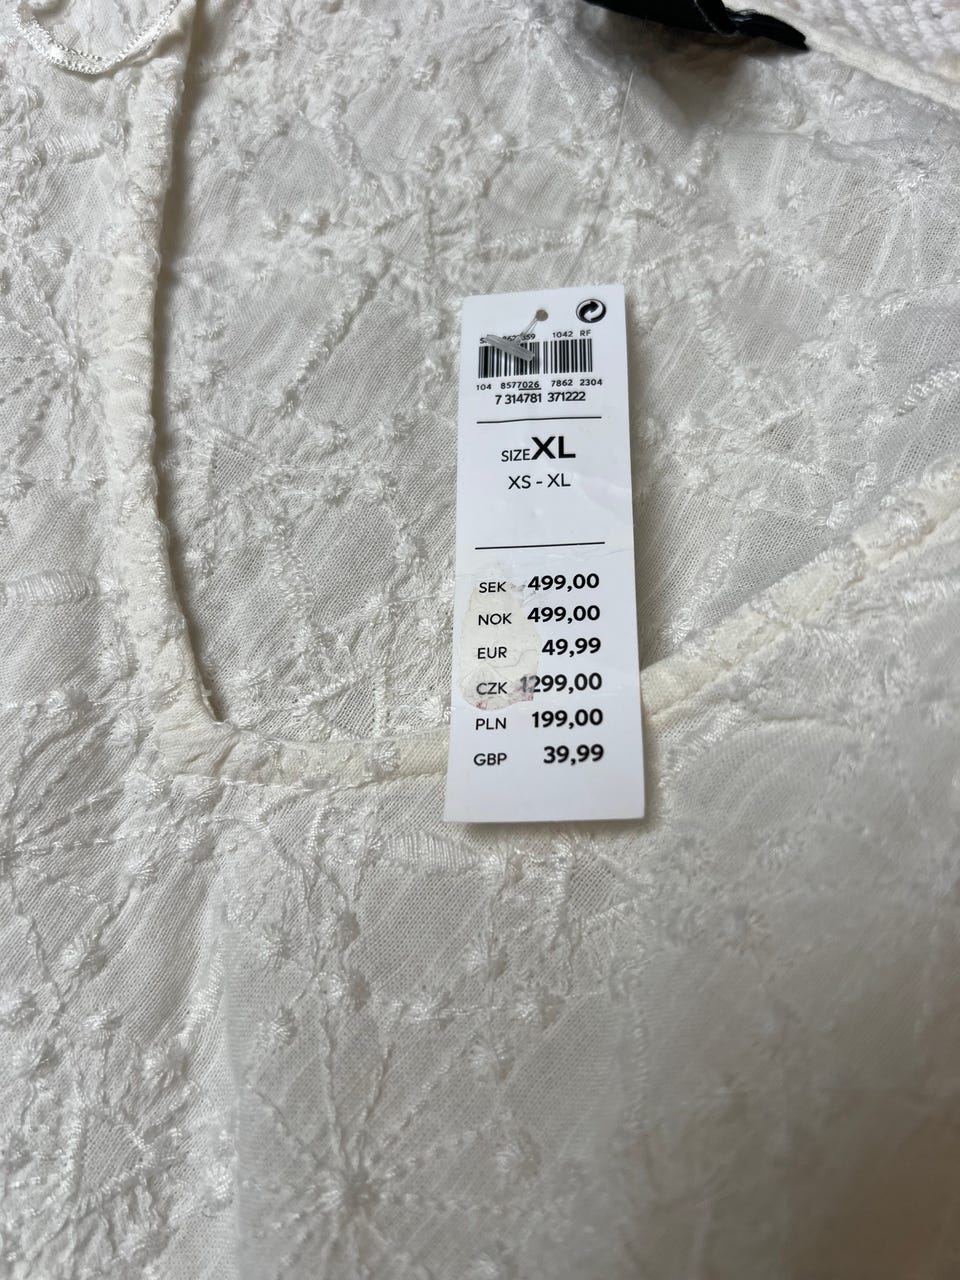 1042 RF
104 8577026 7862 2304
7 314781 371222
SIZE XL
XS - XL
SEK 499,00
NOK 499,00
EUR 49,99
CZK 1299,00
PLN 199,00
GBP 39,99